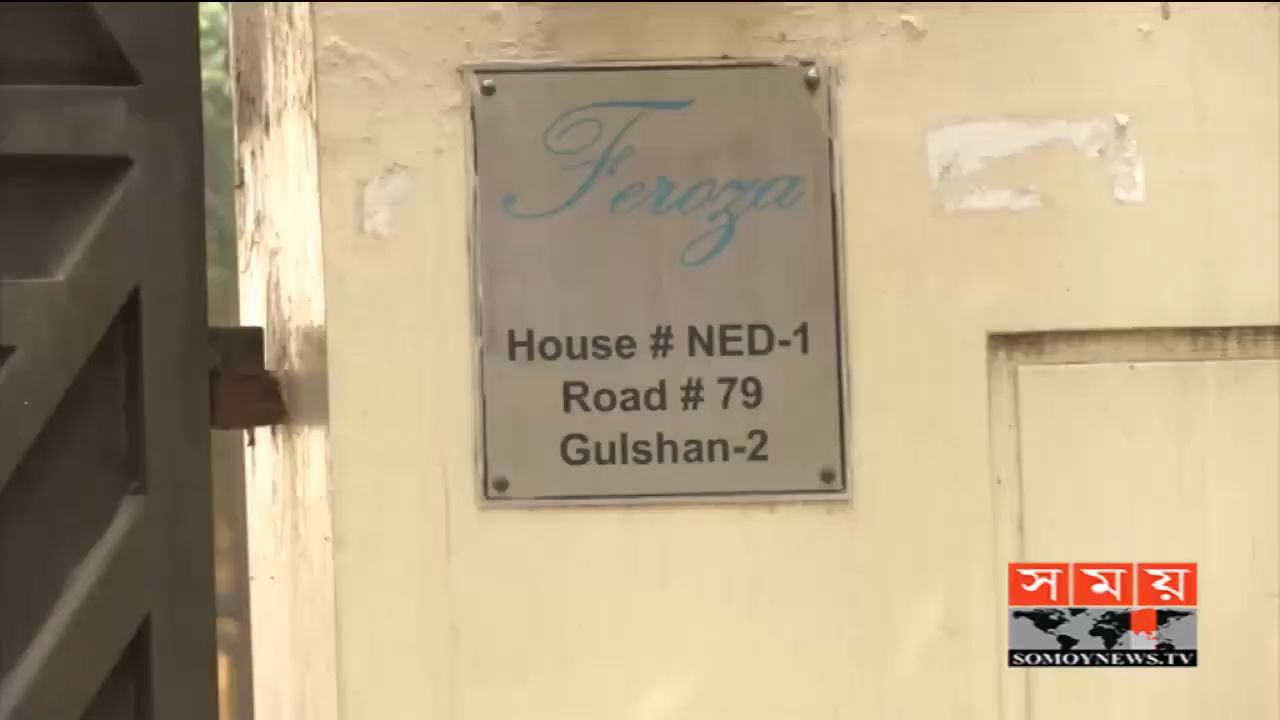 Feroza
House # NED-1
Road # 79
Gulshan-2
সময়
SOMOYNEWS.TV